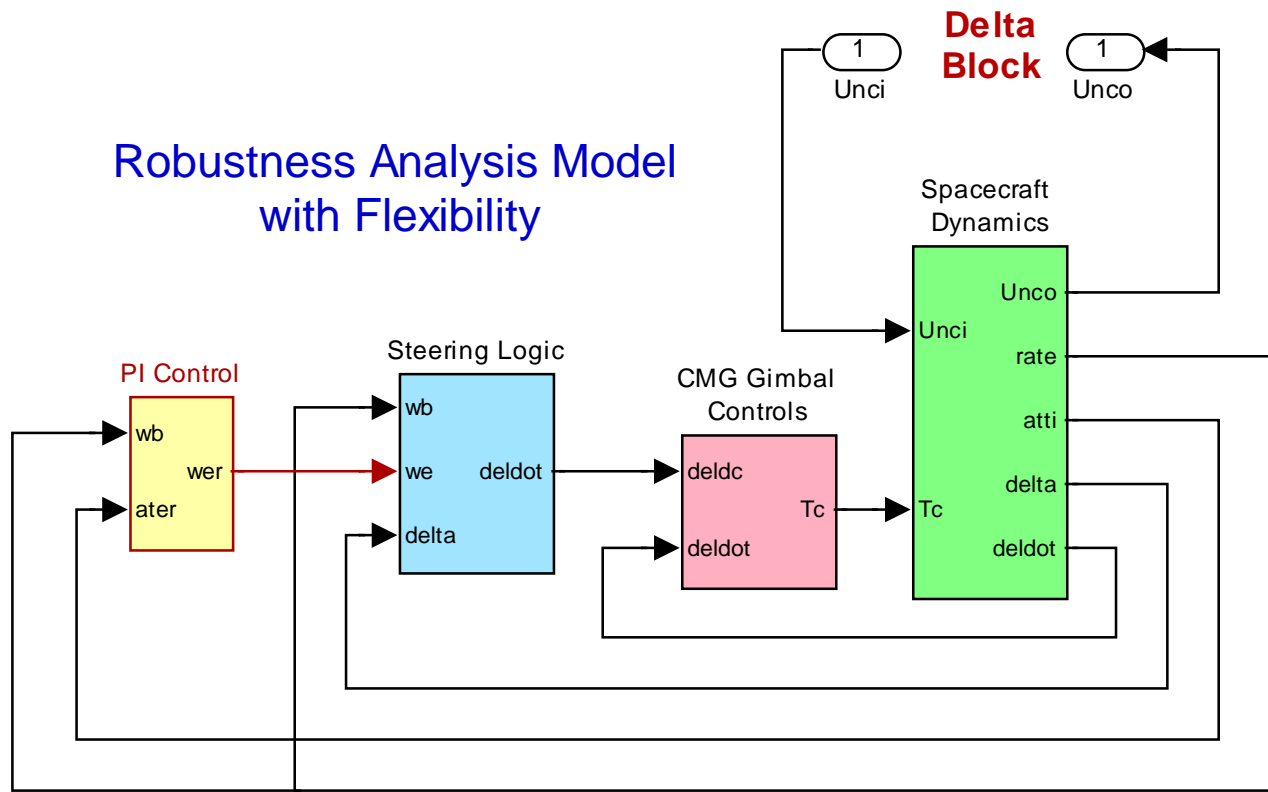 Delta
Block
1
Unci
1
Unco
Robustness Analysis Model
with Flexibility
Spacecraft
Dynamics
Unco
Unci
rate
atti
delta
Tc
deldot
Steering Logic
wb
we
deldot
delta
CMG Gimbal
Controls
deldc
Tc
deldot
PI Control
wb
wer
ater